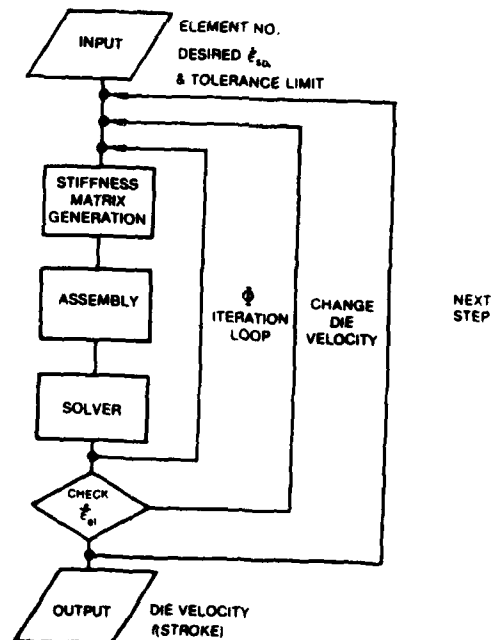 INPUT
ELEMENT NO.
DESIRED ε̇
& TOLERANCE LIMIT
STIFFNESS
MATRIX
GENERATION
ASSEMBLY
SOLVER
Φ
ITERATION
LOOP
CHANGE
DIE
VELOCITY
NEXT
STEP
CHECK
OUTPUT
DIE VELOCITY
f(STROKE)